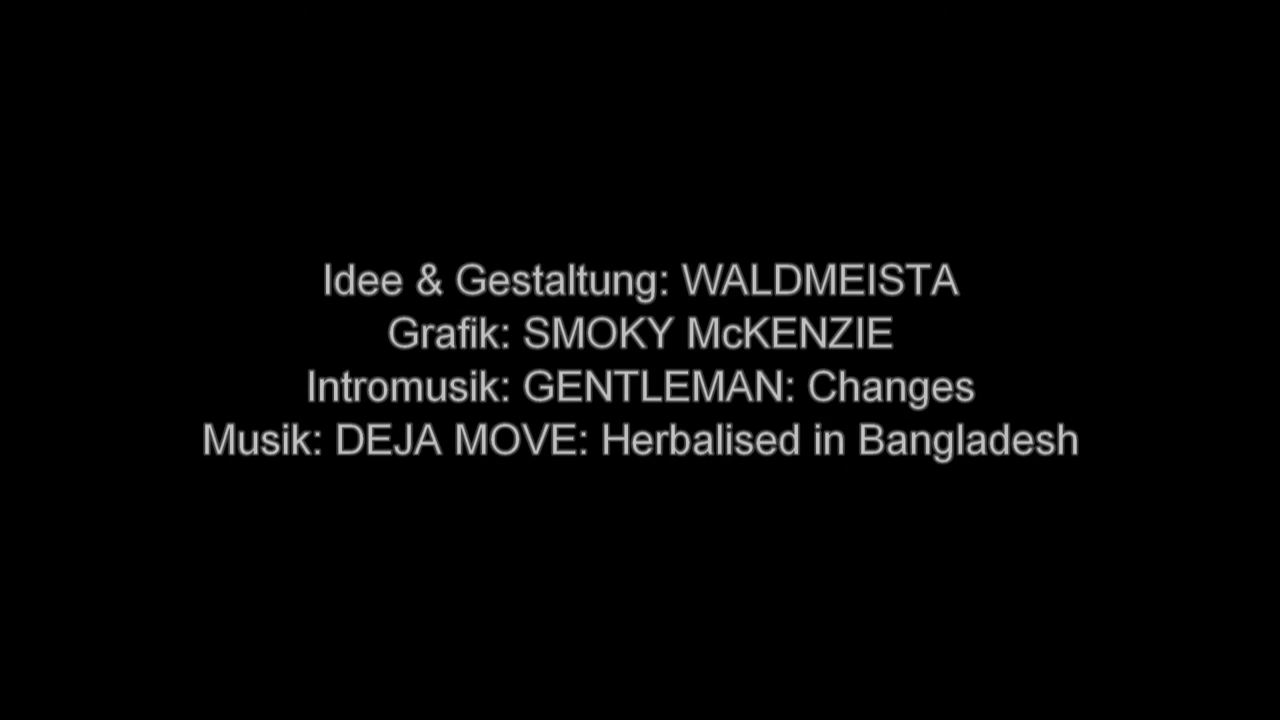 Idee & Gestaltung: WALDMEISTA
Grafik: SMOKY McKENZIE
Intromusik: GENTLEMAN: Changes
Musik: DEJA MOVE: Herbalised in Bangladesh